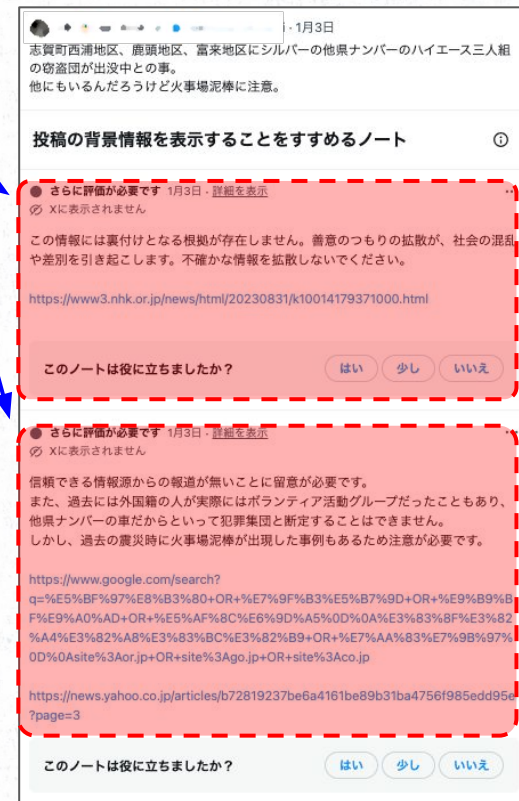 · 1月3日
志賀町西浦地区、鹿頭地区、富来地区にシルバーの他県ナンバーのハイエース三人組
の窃盗団が出没中との事。
他にもいるんだろうけど火事場泥棒に注意。
投稿の背景情報を表示することをすすめるノート
さらに評価が必要です 1月3日 · 詳細を表示
Xに表示されません
この情報には裏付けとなる根拠が存在しません。善意のつもりの拡散が、社会の混乱
や差別を引き起こします。不確かな情報を拡散しないでください。
https://www3.nhk.or.jp/news/html/20230831/k10014179371000.html
このノートは役に立ちましたか? はい 少し いいえ
さらに評価が必要です 1月3日 · 詳細を表示
Xに表示されません
信頼できる情報源からの報道が無いことに留意が必要です。
また、過去には外国籍の人が実際にはボランティア活動グループだったこともあり、
他県ナンバーの車だからといって犯罪集団と断定することはできません。
しかし、過去の震災時に火事場泥棒が出現した事例もあるため注意が必要です。
https://www.google.com/search?
q=%E5%BF%97%E8%B3%80+OR+%E7%9F%B3%E5%B7%9D+OR+%E9%B9%B
F%E9%A0%AD+OR+%E5%AF%8C%E6%9D%A5%0D%0A%E3%83%8F%E3%82
%A4%E3%82%A8%E3%83%BC%E3%82%B9+OR+%E7%AA%83%E7%9B%97%
0D%0Asite%3Aor.jp+OR+site%3Ago.jp+OR+site%3Aco.jp
https://news.yahoo.co.jp/articles/b72819237be6a4161be89b31ba4756f985edd95e
?page=3
このノートは役に立ちましたか? はい 少し いいえ